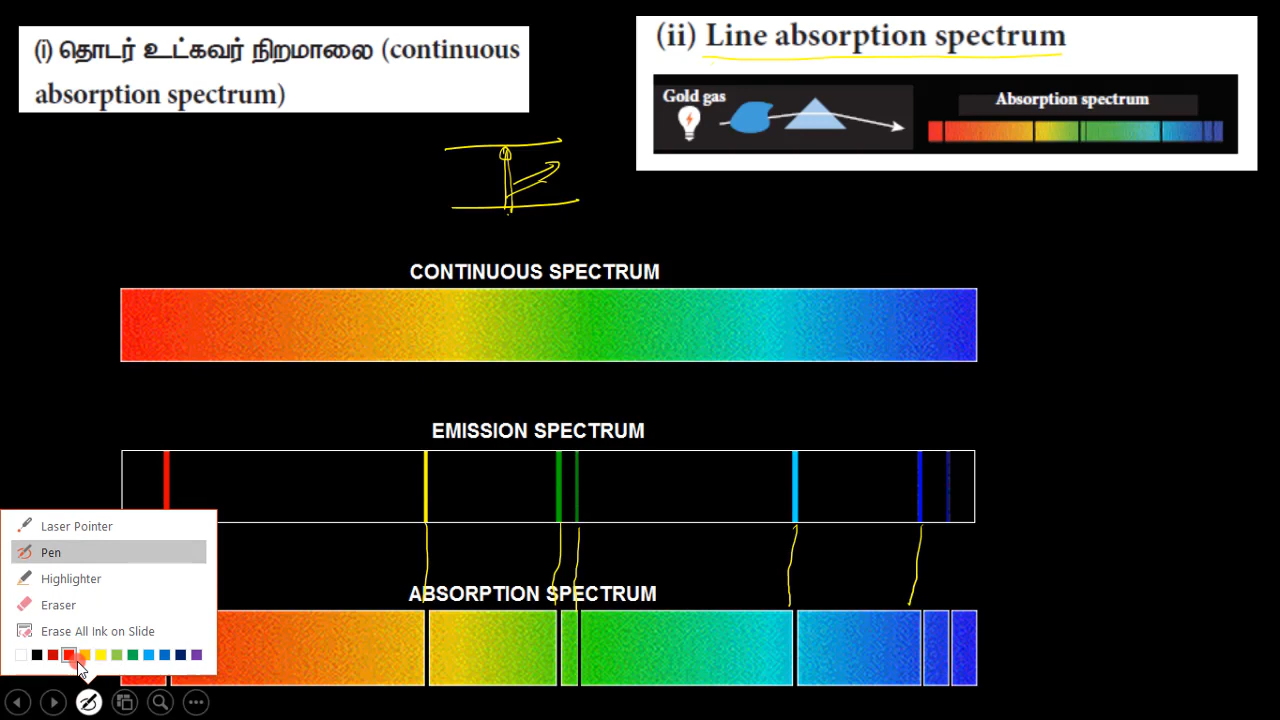 (i) தொடர் உட்கவர் நிறமாலை (continuous
absorption spectrum)
(ii) Line absorption spectrum
Gold gas
Absorption spectrum
CONTINUOUS SPECTRUM
EMISSION SPECTRUM
ABSORPTION SPECTRUM
Laser Pointer
Pen
Highlighter
Eraser
Erase All Ink on Slide